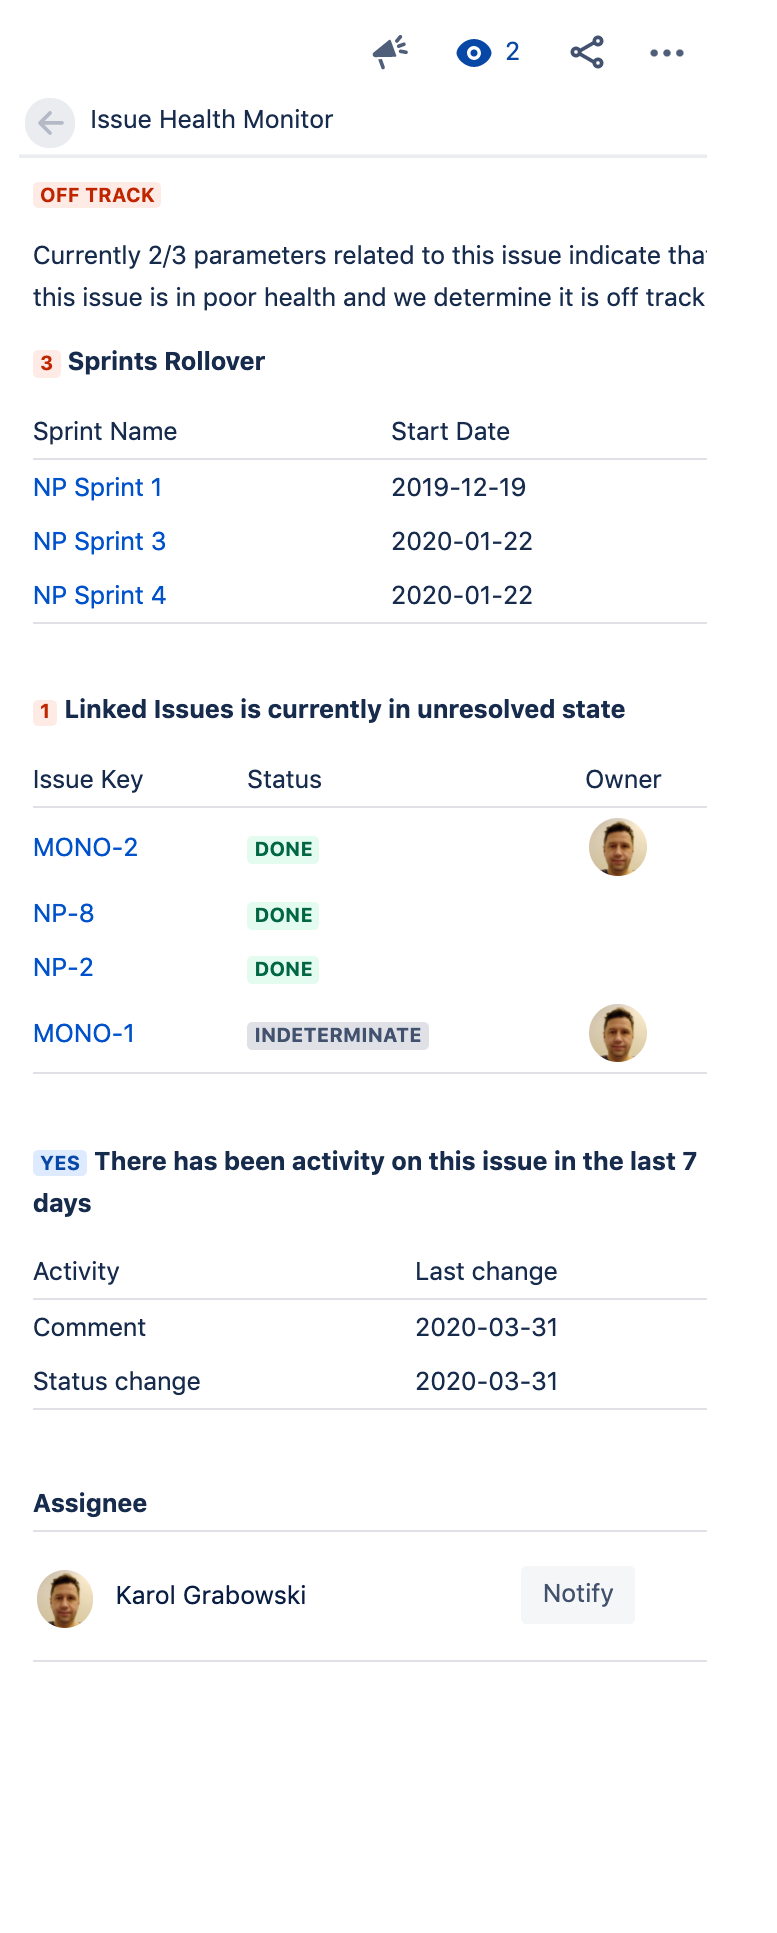 2
Issue Health Monitor
OFF TRACK
Currently 2/3 parameters related to this issue indicate that
this issue is in poor health and we determine it is off track
3 Sprints Rollover
Sprint Name Start Date
NP Sprint 1 2019-12-19
NP Sprint 3 2020-01-22
NP Sprint 4 2020-01-22
1 Linked Issues is currently in unresolved state
Issue Key Status Owner
MONO-2 DONE
NP-8 DONE
NP-2 DONE
MONO-1 INDETERMINATE
YES There has been activity on this issue in the last 7
days
Activity Last change
Comment 2020-03-31
Status change 2020-03-31
Assignee
Karol Grabowski Notify